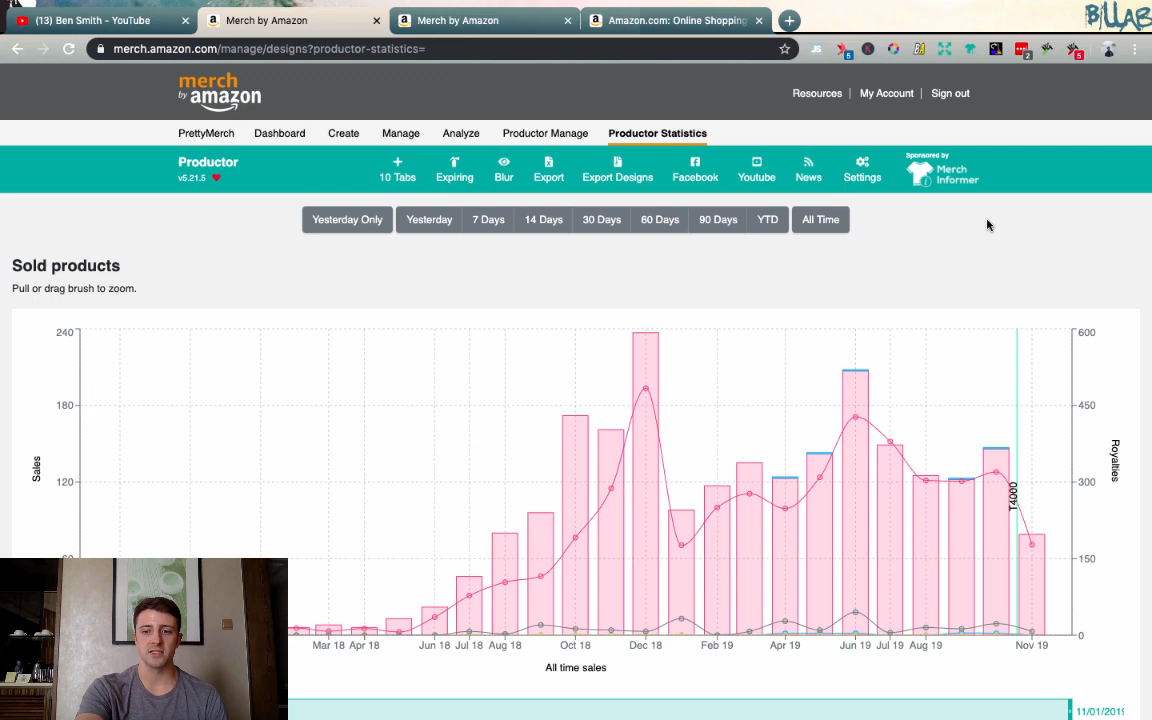 (13) Ben Smith - YouTube
Merch by Amazon
Merch by Amazon
Amazon.com: Online Shopping
BILLAB
merch.amazon.com/manage/designs?productor-statistics=
5
2
5
merch
by amazon
Resources
My Account
Sign out
PrettyMerch
Dashboard
Create
Manage
Analyze
Productor Manage
Productor Statistics
Productor
v5.21.5
10 Tabs
Expiring
Blur
Export
Export Designs
Facebook
Youtube
News
Settings
Sponsored by
Merch
Informer
Yesterday Only
Yesterday
7 Days
14 Days
30 Days
60 Days
90 Days
YTD
All Time
Sold products
Pull or drag brush to zoom.
240
180
120
60
Sales
600
450
300
150
0
Royalties
T4000
Mar 18
Apr 18
Jun 18
Jul 18
Aug 18
Oct 18
Dec 18
Feb 19
Apr 19
Jun 19
Jul 19
Aug 19
Nov 19
All time sales
11/01/2019